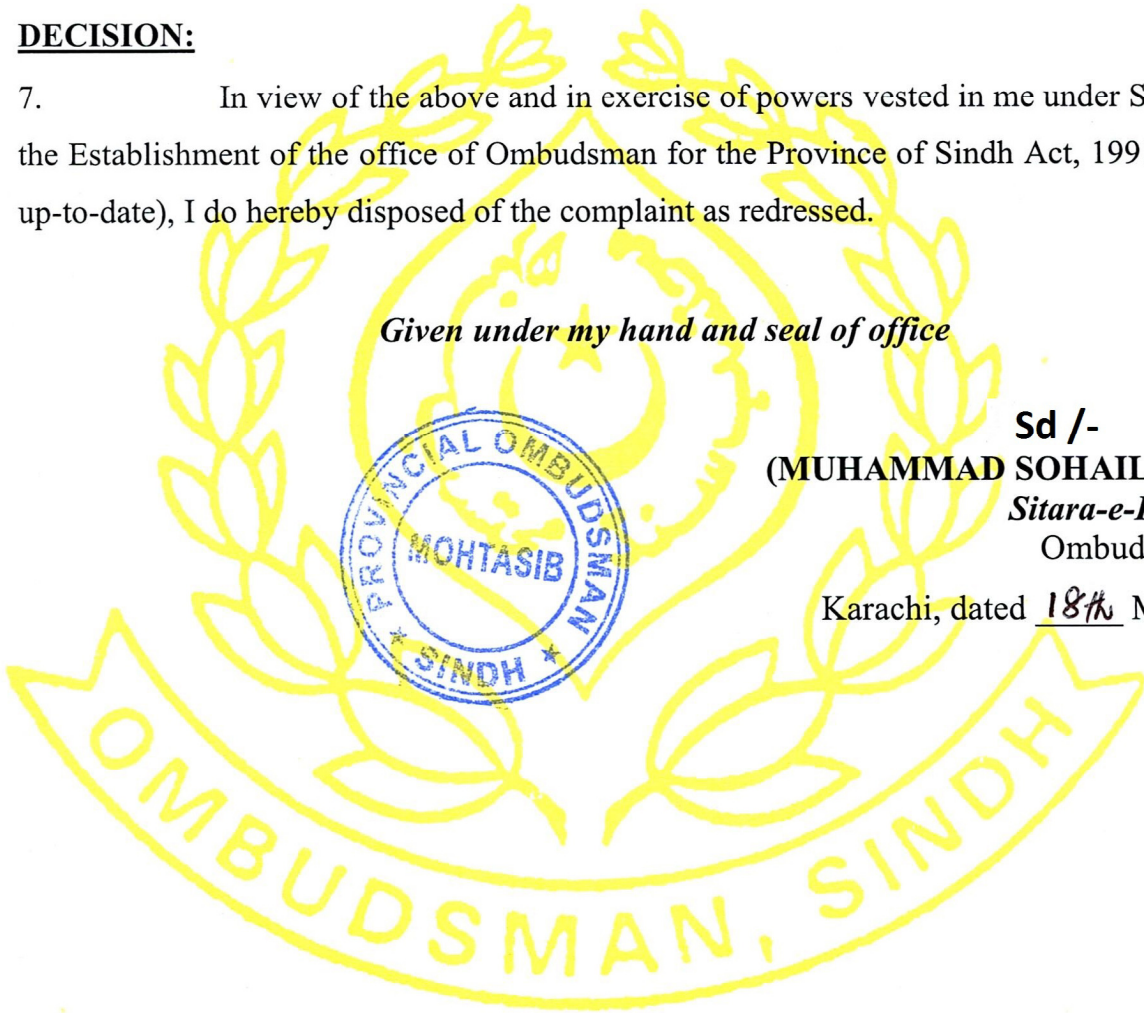 DECISION:
7. In view of the above and in exercise of powers vested in me under S
the Establishment of the office of Ombudsman for the Province of Sindh Act, 199
up-to-date), I do hereby disposed of the complaint as redressed.
Given under my hand and seal of office
Sd /-
(MUHAMMAD SOHAIL
Sitara-e-I
Ombud
Karachi, dated 18th M
PROVINCIAL OMBUDSMAN
MOHTASIB
★ SINDH ★
OMBUDSMAN, SINDH